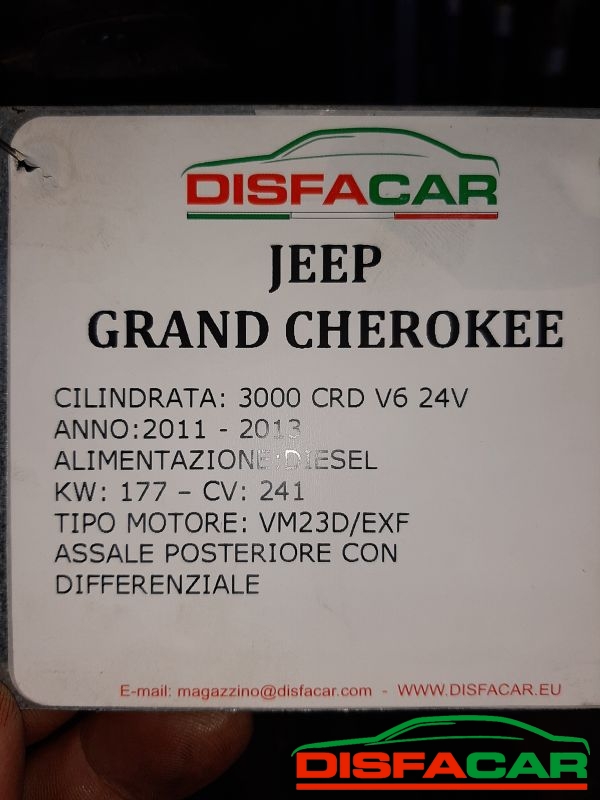 DISFACAR
JEEP
GRAND CHEROKEE
CILINDRATA: 3000 CRD V6 24V
ANNO:2011 - 2013
ALIMENTAZIONE:DIESEL
KW: 177 – CV: 241
TIPO MOTORE: VM23D/EXF
ASSALE POSTERIORE CON
DIFFERENZIALE
E-mail: magazzino@disfacar.com - WWW.DISFACAR.EU
DISFACAR